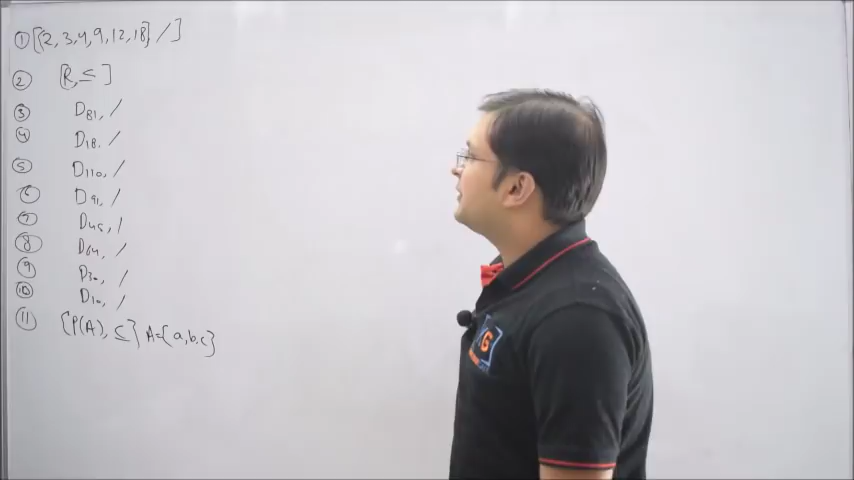 ① [{2,3,4,9,12,18}, /]
② [R, ≤]
③ D₈₁, /
④ D₁₈, /
⑤ D₁₁₀, /
⑥ D₉₁, /
⑦ D₄₅, /
⑧ D₆₄, /
⑨ D₃₀, /
⑩ D₁₀, /
⑪ {P(A), ⊆} A={a,b,c}
G